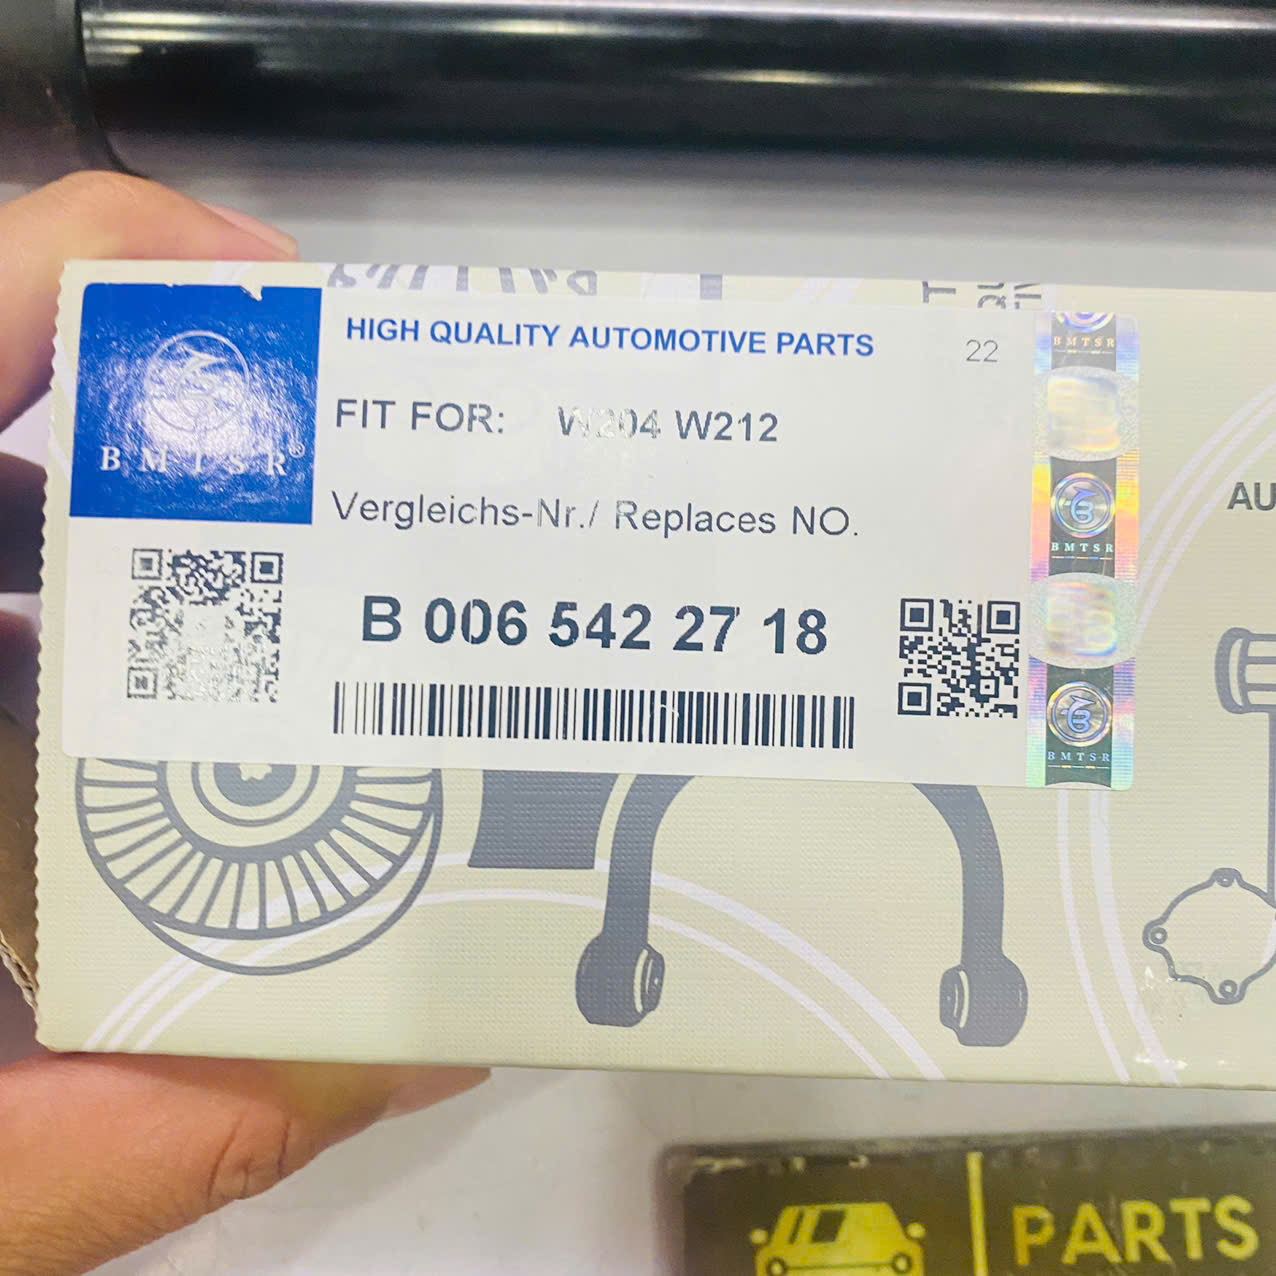 HIGH QUALITY AUTOMOTIVE PARTS
22
BMTSR
FIT FOR: W204 W212
BMTSR®
Vergleichs-Nr./ Replaces NO.
BMTSR
AU
B 006 542 27 18
BMTSR
PARTS